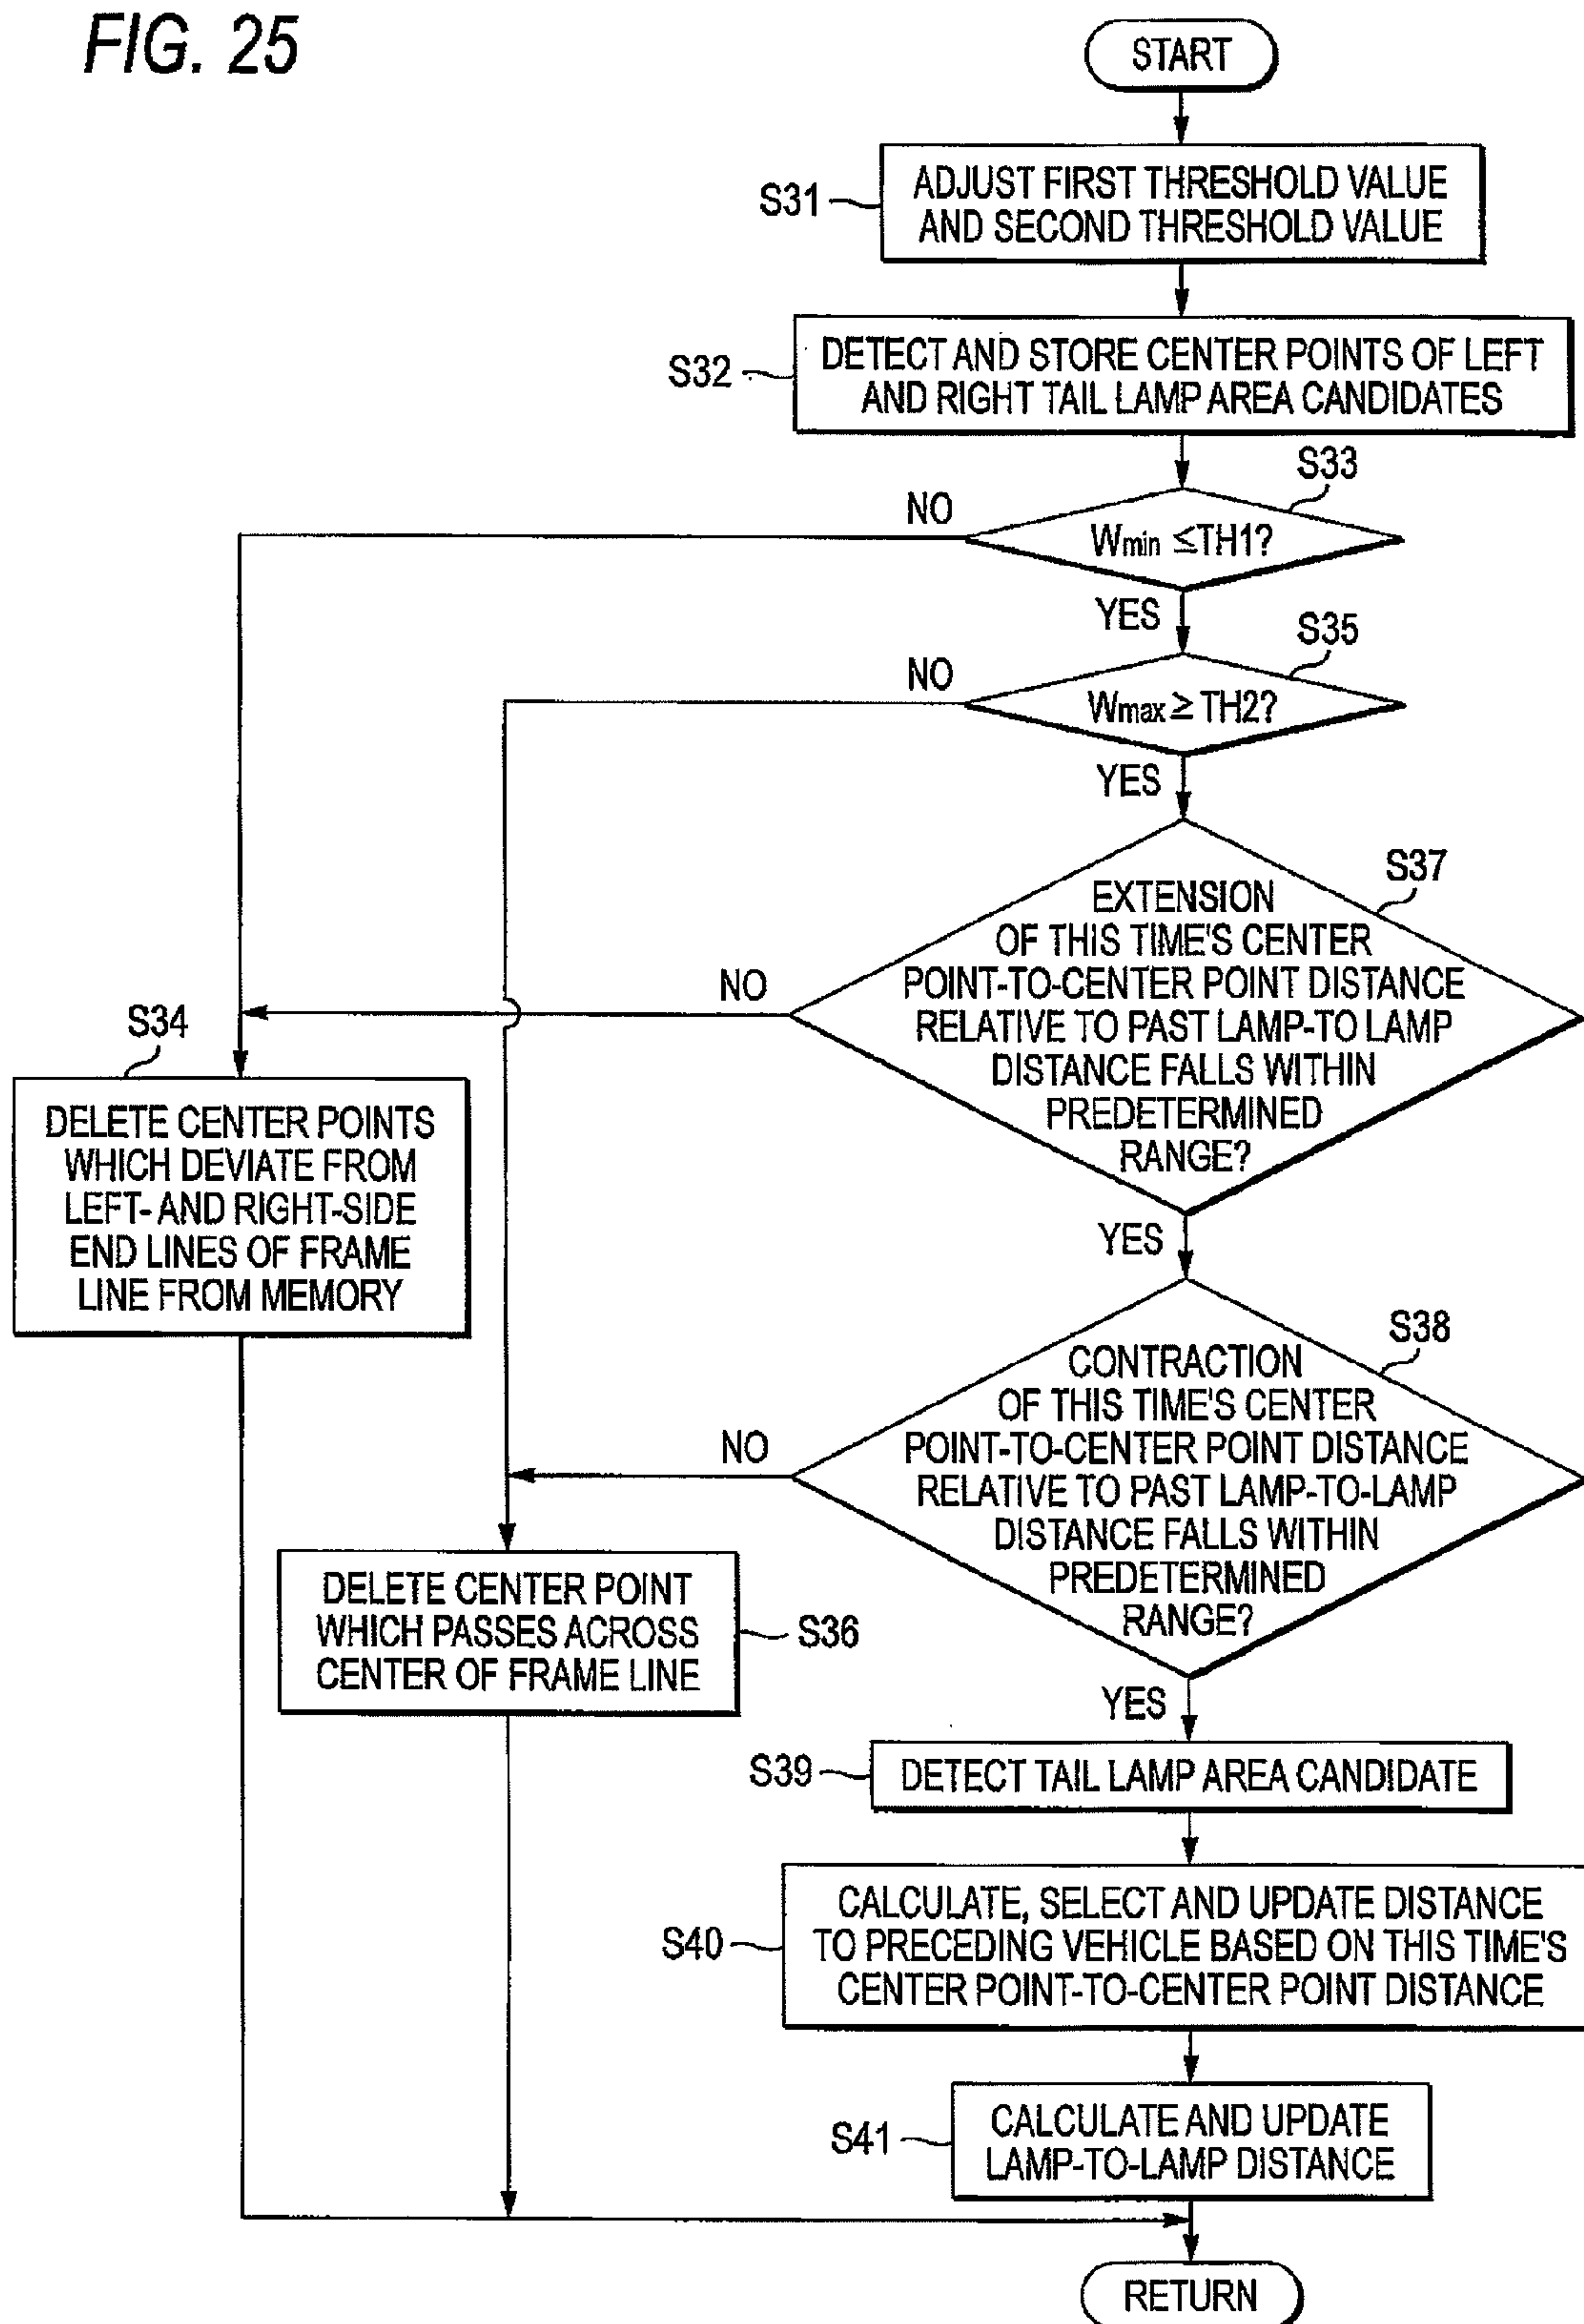 FIG. 25
START
S31
ADJUST FIRST THRESHOLD VALUE
AND SECOND THRESHOLD VALUE
S32
DETECT AND STORE CENTER POINTS OF LEFT
AND RIGHT TAIL LAMP AREA CANDIDATES
S33
NO
Wmin ≤TH1?
YES
S35
NO
Wmax ≥ TH2?
YES
S37
EXTENSION
OF THIS TIME'S CENTER
POINT-TO-CENTER POINT DISTANCE
RELATIVE TO PAST LAMP-TO LAMP
DISTANCE FALLS WITHIN
PREDETERMINED
RANGE?
NO
S34
DELETE CENTER POINTS
WHICH DEVIATE FROM
LEFT- AND RIGHT-SIDE
END LINES OF FRAME
LINE FROM MEMORY
YES
S38
CONTRACTION
OF THIS TIME'S CENTER
POINT-TO-CENTER POINT DISTANCE
RELATIVE TO PAST LAMP-TO-LAMP
DISTANCE FALLS WITHIN
PREDETERMINED
RANGE?
NO
DELETE CENTER POINT
WHICH PASSES ACROSS
CENTER OF FRAME LINE
S36
YES
S39
DETECT TAIL LAMP AREA CANDIDATE
S40
CALCULATE, SELECT AND UPDATE DISTANCE
TO PRECEDING VEHICLE BASED ON THIS TIME'S
CENTER POINT-TO-CENTER POINT DISTANCE
S41
CALCULATE AND UPDATE
LAMP-TO-LAMP DISTANCE
RETURN